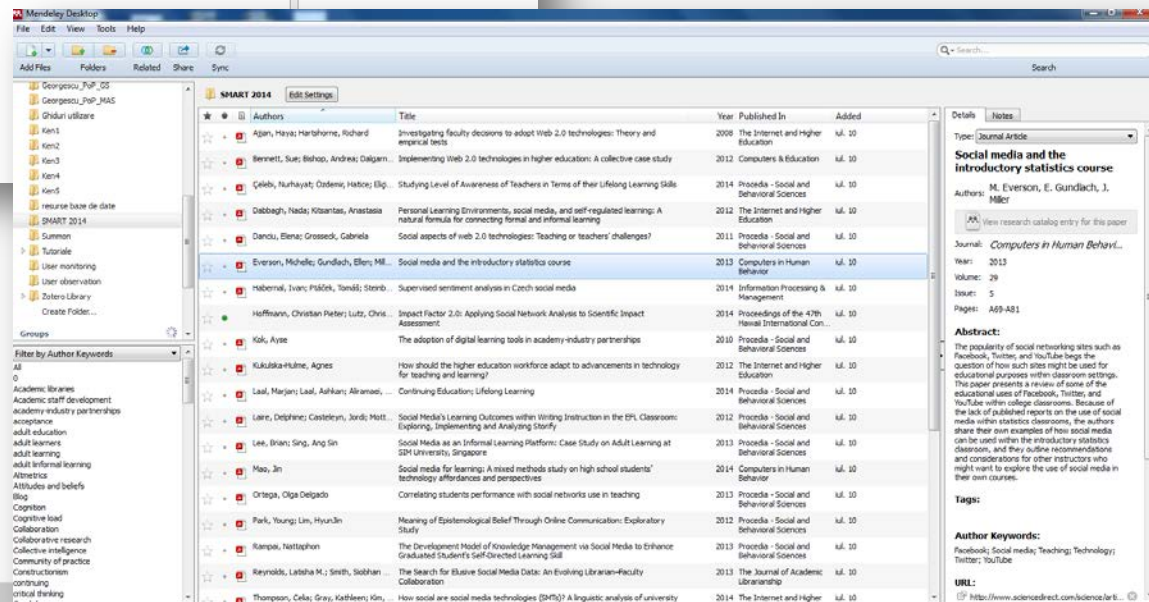 Mendeley Desktop
File Edit View Tools Help
Search...
Add Files Folders Related Share Sync Search
Georgescu_PoP_GS
Georgescu_PoP_MAS
Ghiduri utilizare
Ken1
Ken2
Ken3
Ken4
Ken5
resurse baze de date
SMART 2014
Summon
Tutoriale
User monitoring
User observation
Zotero Library
Create Folder...
Groups
Filter by Author Keywords
All
0
Academic libraries
Academic staff development
academy-industry partnerships
acceptance
adult education
adult learners
adult learning
adult linformal learning
Altmetrics
Attitudes and beliefs
Blog
Cognition
Cognitive load
Collaboration
Collaborative research
Collective intelligence
Community of practice
Constructionism
continuing
critical thinking
SMART 2014 Edit Settings
Authors Title Year Published In Added
Ajjan, Haya; Hartshorne, Richard Investigating faculty decisions to adopt Web 2.0 technologies: Theory and 2008 The Internet and Higher iul. 10
empirical tests Education
Bennett, Sue; Bishop, Andrea; Dalgarn... Implementing Web 2.0 technologies in higher education: A collective case study 2012 Computers & Education iul. 10
Çelebi, Nurhayat; Özdemir, Hatice; Eliç... Studying Level of Awareness of Teachers in Terms of their Lifelong Learning Skills 2014 Procedia - Social and iul. 10
Behavioral Sciences
Dabbagh, Nada; Kitsantas, Anastasia Personal Learning Environments, social media, and self-regulated learning: A 2012 The Internet and Higher iul. 10
natural formula for connecting formal and informal learning Education
Danciu, Elena; Grosseck, Gabriela Social aspects of web 2.0 technologies: Teaching or teachers' challenges? 2011 Procedia - Social and iul. 10
Behavioral Sciences
Everson, Michelle; Gundlach, Ellen; Mill... Social media and the introductory statistics course 2013 Computers in Human iul. 10
Behavior
Habernal, Ivan; Ptáček, Tomáš; Steinb... Supervised sentiment analysis in Czech social media 2014 Information Processing & iul. 10
Management
Hoffmann, Christian Pieter; Lutz, Chris... Impact Factor 2.0: Applying Social Network Analysis to Scientific Impact 2014 Proceedings of the 47th iul. 10
Assessment Hawaii International Con...
Kok, Ayse The adoption of digital learning tools in academy-industry partnerships 2010 Procedia - Social and iul. 10
Behavioral Sciences
Kukulska-Hulme, Agnes How should the higher education workforce adapt to advancements in technology 2012 The Internet and Higher iul. 10
for teaching and learning? Education
Laal, Marjan; Laal, Ashkan; Aliramaei, ... Continuing Education; Lifelong Learning 2014 Procedia - Social and iul. 10
Behavioral Sciences
Laire, Delphine; Casteleyn, Jordi; Mott... Social Media's Learning Outcomes within Writing Instruction in the EFL Classroom: 2012 Procedia - Social and iul. 10
Exploring, Implementing and Analyzing Storify Behavioral Sciences
Lee, Brian; Sing, Ang Sin Social Media as an Informal Learning Platform: Case Study on Adult Learning at 2013 Procedia - Social and iul. 10
SIM University, Singapore Behavioral Sciences
Mao, Jin Social media for learning: A mixed methods study on high school students' 2014 Computers in Human iul. 10
technology affordances and perspectives Behavior
Ortega, Olga Delgado Correlating students performance with social networks use in teaching 2013 Procedia - Social and iul. 10
Behavioral Sciences
Park, Young; Lim, HyunJin Meaning of Epistemological Belief Through Online Communication: Exploratory 2012 Procedia - Social and iul. 10
Study Behavioral Sciences
Rampai, Nattaphon The Development Model of Knowledge Management via Social Media to Enhance 2013 Procedia - Social and iul. 10
Graduated Student's Self-Directed Learning Skill Behavioral Sciences
Reynolds, Latisha M.; Smith, Siobhan ... The Search for Elusive Social Media Data: An Evolving Librarian–Faculty 2013 The Journal of Academic iul. 10
Collaboration Librarianship
Thompson, Celia; Gray, Kathleen; Kim, ... How social are social media technologies (SMTs)? A linguistic analysis of university 2014 The Internet and Higher iul. 10
Details Notes
Type: Journal Article
Social media and the
introductory statistics course
Authors: M. Everson, E. Gundlach, J.
Miller
View research catalog entry for this paper
Journal: Computers in Human Behavi...
Year: 2013
Volume: 29
Issue: 5
Pages: A69-A81
Abstract:
The popularity of social networking sites such as
Facebook, Twitter, and YouTube begs the
question of how such sites might be used for
educational purposes within classroom settings.
This paper presents a review of some of the
educational uses of Facebook, Twitter, and
YouTube within college classrooms. Because of
the lack of published reports on the use of social
media within statistics classrooms, the authors
share their own examples of how social media
can be used within the introductory statistics
classroom, and they outline recommendations
and considerations for other instructors who
might want to explore the use of social media in
their own courses.
Tags:
Author Keywords:
Facebook; Social media; Teaching; Technology;
Twitter; YouTube
URL:
http://www.sciencedirect.com/science/arti...